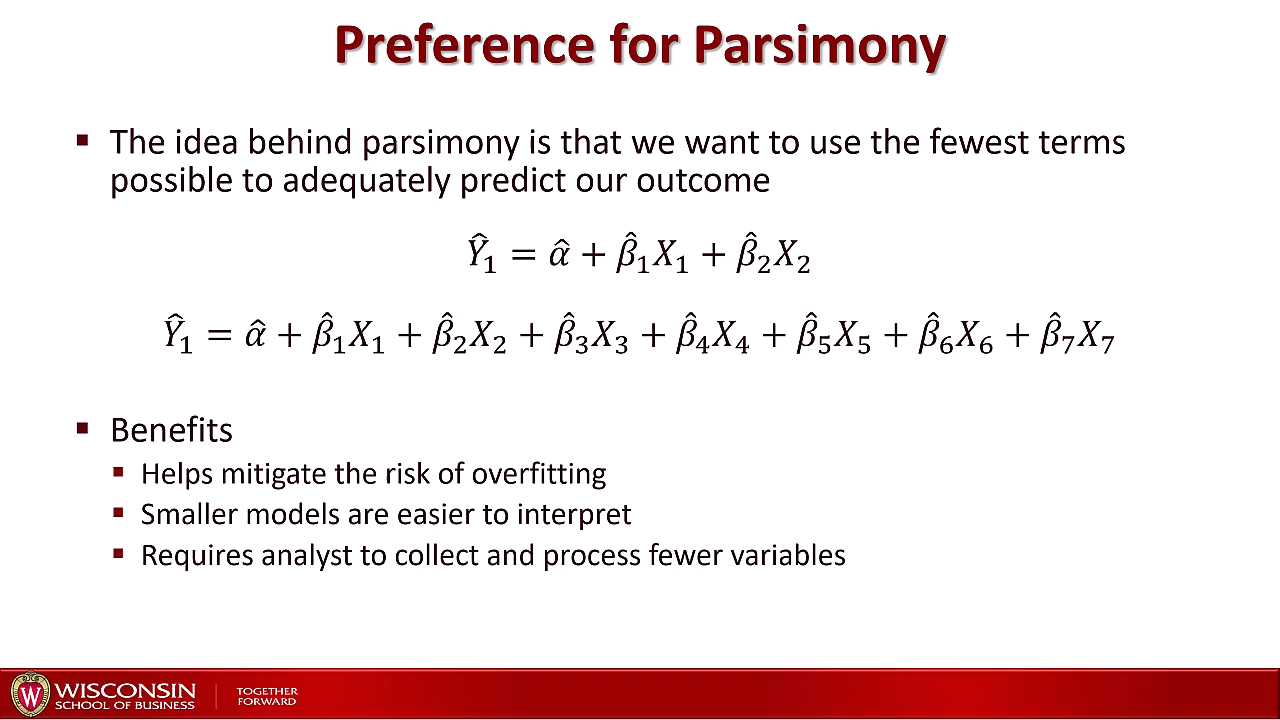 Preference for Parsimony
▪ The idea behind parsimony is that we want to use the fewest terms
possible to adequately predict our outcome
Ŷ₁ = α̂ + β̂₁X₁ + β̂₂X₂
Ŷ₁ = α̂ + β̂₁X₁ + β̂₂X₂ + β̂₃X₃ + β̂₄X₄ + β̂₅X₅ + β̂₆X₆ + β̂₇X₇
▪ Benefits
▪ Helps mitigate the risk of overfitting
▪ Smaller models are easier to interpret
▪ Requires analyst to collect and process fewer variables
W
WISCONSIN
SCHOOL OF BUSINESS
TOGETHER
FORWARD